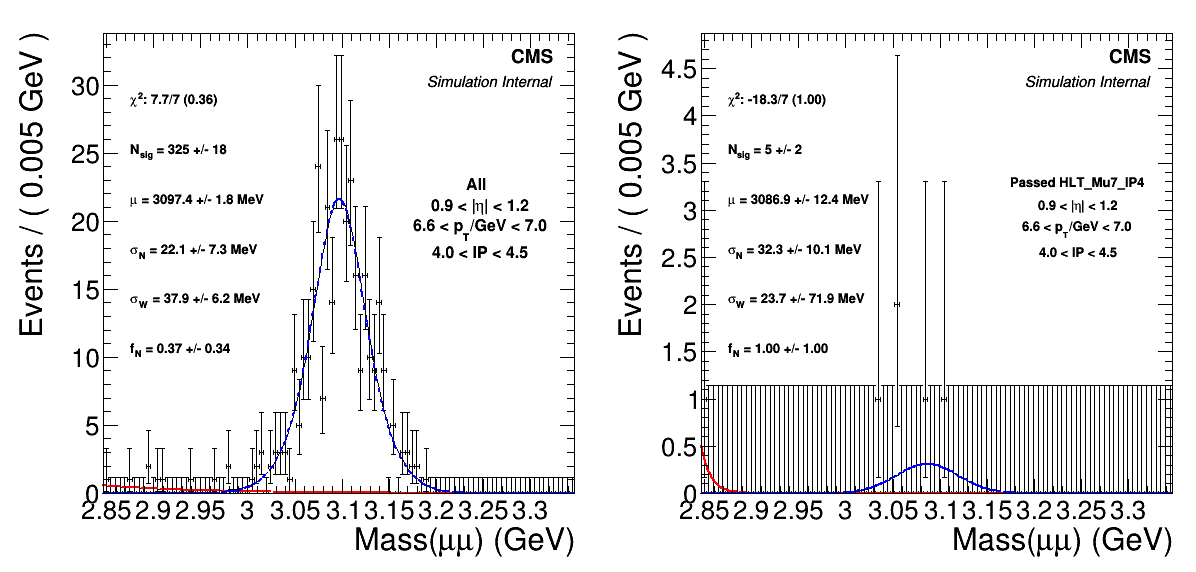 CMS
Simulation Internal
χ²: 7.7/7 (0.36)
N_sig = 325 +/- 18
μ = 3097.4 +/- 1.8 MeV
σ_N = 22.1 +/- 7.3 MeV
σ_W = 37.9 +/- 6.2 MeV
f_N = 0.37 +/- 0.34
All
0.9 < |η| < 1.2
6.6 < p_T/GeV < 7.0
4.0 < IP < 4.5
Events / ( 0.005 GeV )
30
25
20
15
10
5
0
2.85 2.9 2.95 3 3.05 3.1 3.15 3.2 3.25 3.3
Mass(μμ) (GeV)
CMS
Simulation Internal
χ²: -18.3/7 (1.00)
N_sig = 5 +/- 2
μ = 3086.9 +/- 12.4 MeV
σ_N = 32.3 +/- 10.1 MeV
σ_W = 23.7 +/- 71.9 MeV
f_N = 1.00 +/- 1.00
Passed HLT_Mu7_IP4
0.9 < |η| < 1.2
6.6 < p_T/GeV < 7.0
4.0 < IP < 4.5
Events / ( 0.005 GeV )
4.5
4
3.5
3
2.5
2
1.5
1
0.5
0
2.85 2.9 2.95 3 3.05 3.1 3.15 3.2 3.25 3.3
Mass(μμ) (GeV)